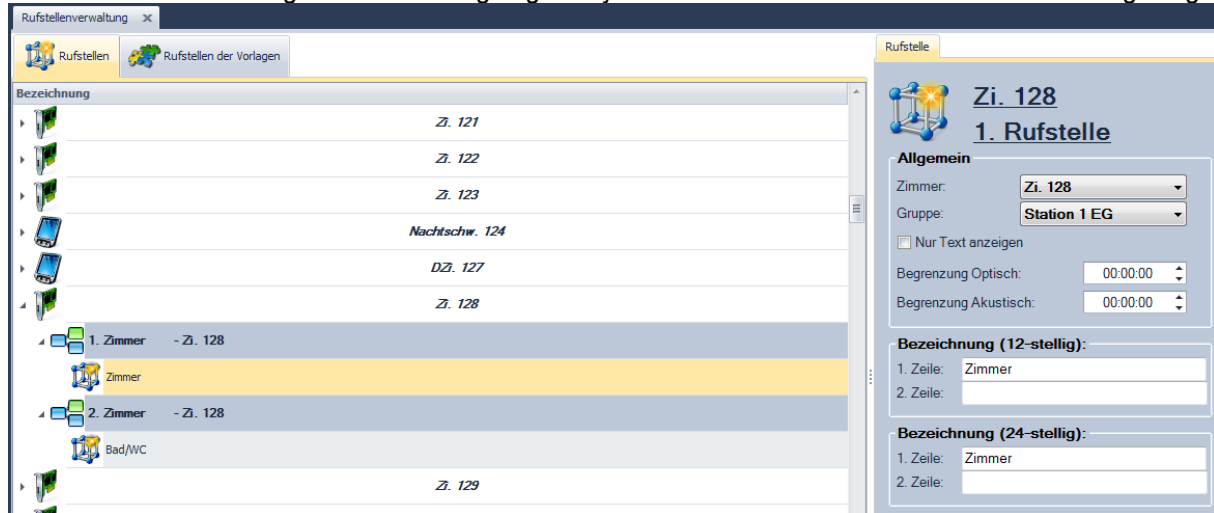 Rufstellenverwaltung
Rufstellen
Rufstellen der Vorlagen
Bezeichnung
Zi. 121
Zi. 122
Zi. 123
Nachtschw. 124
DZi. 127
Zi. 128
1. Zimmer - Zi. 128
Zimmer
2. Zimmer - Zi. 128
Bad/WC
Zi. 129
Rufstelle
Zi. 128
1. Rufstelle
Allgemein
Zimmer: Zi. 128
Gruppe: Station 1 EG
Nur Text anzeigen
Begrenzung Optisch: 00:00:00
Begrenzung Akustisch: 00:00:00
Bezeichnung (12-stellig):
1. Zeile: Zimmer
2. Zeile:
Bezeichnung (24-stellig):
1. Zeile: Zimmer
2. Zeile: